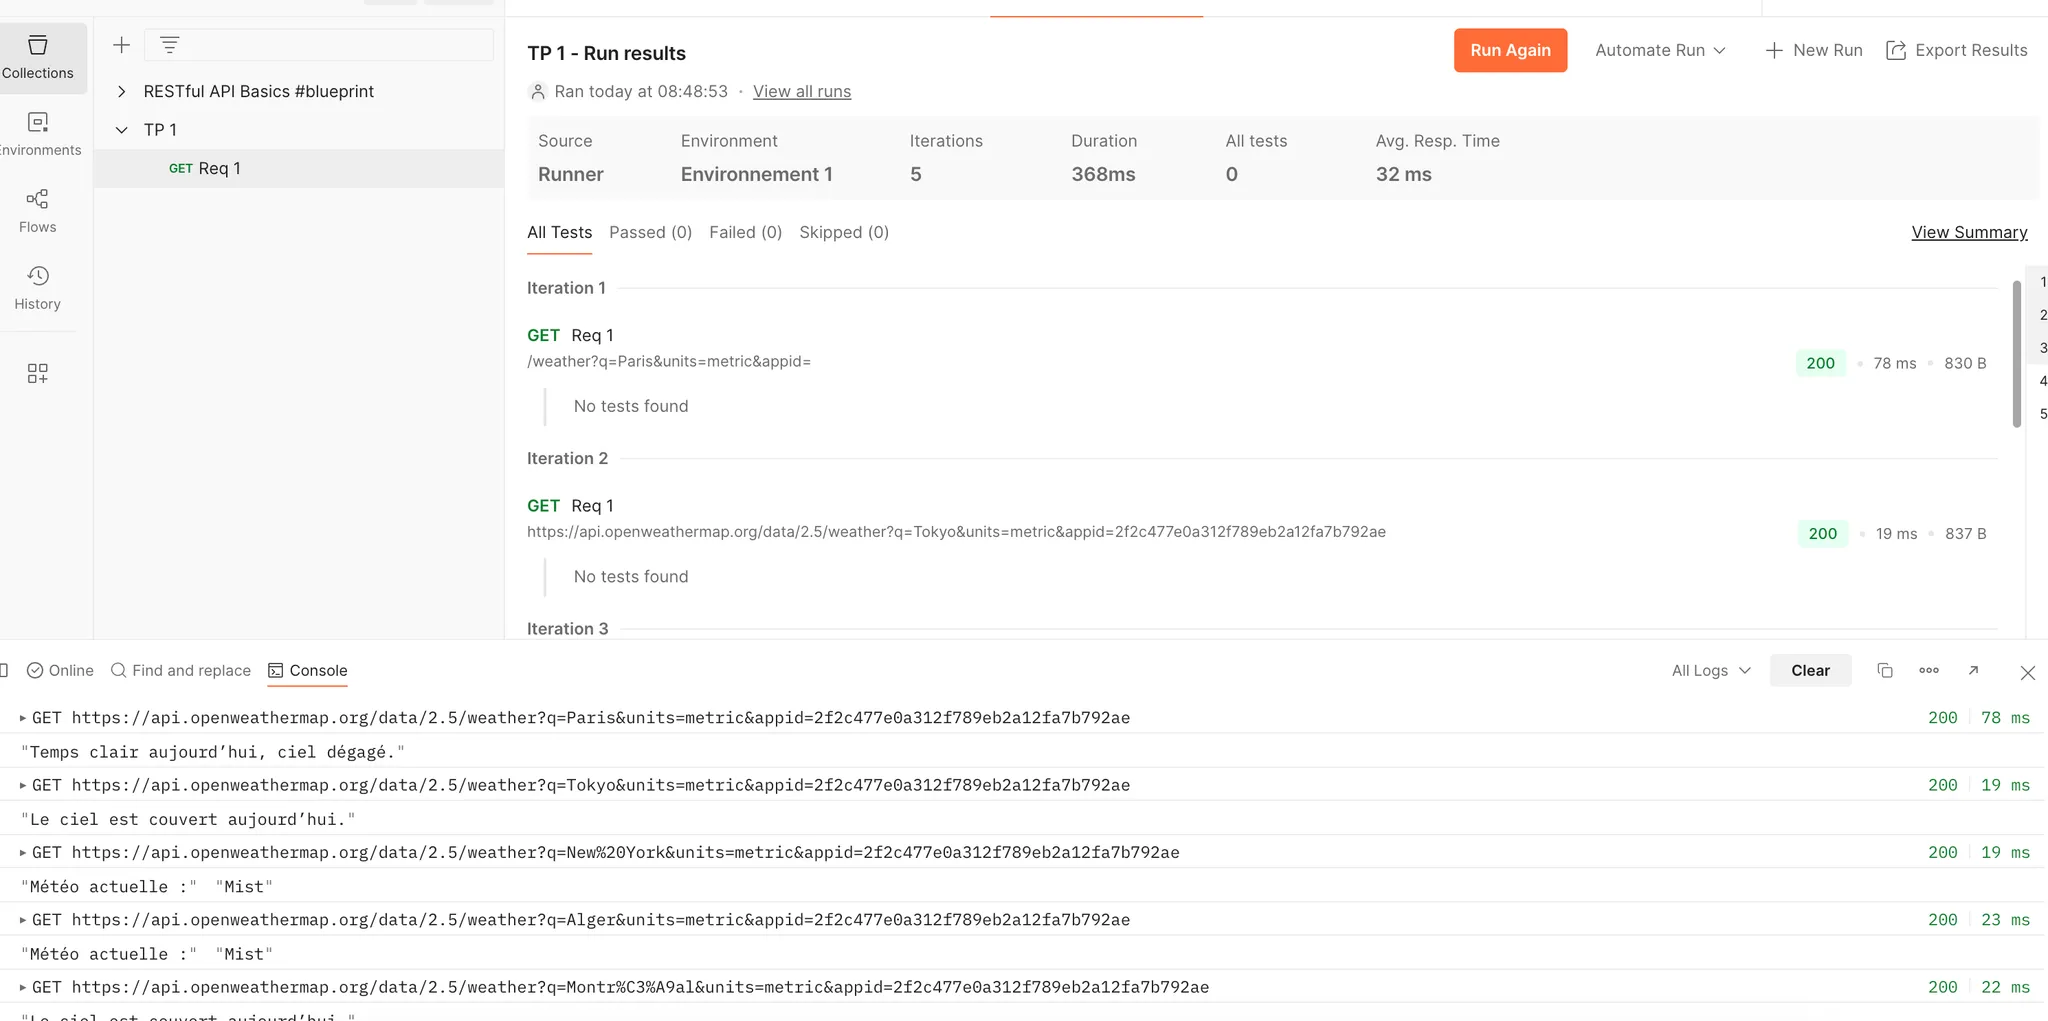 Collections
Environments
Flows
History
RESTful API Basics #blueprint
TP 1
GET Req 1
TP 1 - Run results
Run Again
Automate Run
New Run
Export Results
Ran today at 08:48:53 · View all runs
Source Environment Iterations Duration All tests Avg. Resp. Time
Runner Environnement 1 5 368ms 0 32 ms
All Tests Passed (0) Failed (0) Skipped (0) View Summary
Iteration 1
GET Req 1
/weather?q=Paris&units=metric&appid=
200 • 78 ms • 830 B
No tests found
Iteration 2
GET Req 1
https://api.openweathermap.org/data/2.5/weather?q=Tokyo&units=metric&appid=2f2c477e0a312f789eb2a12fa7b792ae
200 • 19 ms • 837 B
No tests found
Iteration 3
1
2
3
4
5
Online Find and replace Console All Logs Clear
GET https://api.openweathermap.org/data/2.5/weather?q=Paris&units=metric&appid=2f2c477e0a312f789eb2a12fa7b792ae 200 78 ms
"Temps clair aujourd’hui, ciel dégagé."
GET https://api.openweathermap.org/data/2.5/weather?q=Tokyo&units=metric&appid=2f2c477e0a312f789eb2a12fa7b792ae 200 19 ms
"Le ciel est couvert aujourd’hui."
GET https://api.openweathermap.org/data/2.5/weather?q=New%20York&units=metric&appid=2f2c477e0a312f789eb2a12fa7b792ae 200 19 ms
"Météo actuelle :" "Mist"
GET https://api.openweathermap.org/data/2.5/weather?q=Alger&units=metric&appid=2f2c477e0a312f789eb2a12fa7b792ae 200 23 ms
"Météo actuelle :" "Mist"
GET https://api.openweathermap.org/data/2.5/weather?q=Montr%C3%A9al&units=metric&appid=2f2c477e0a312f789eb2a12fa7b792ae 200 22 ms
"Le ciel est couvert aujourd’hui."